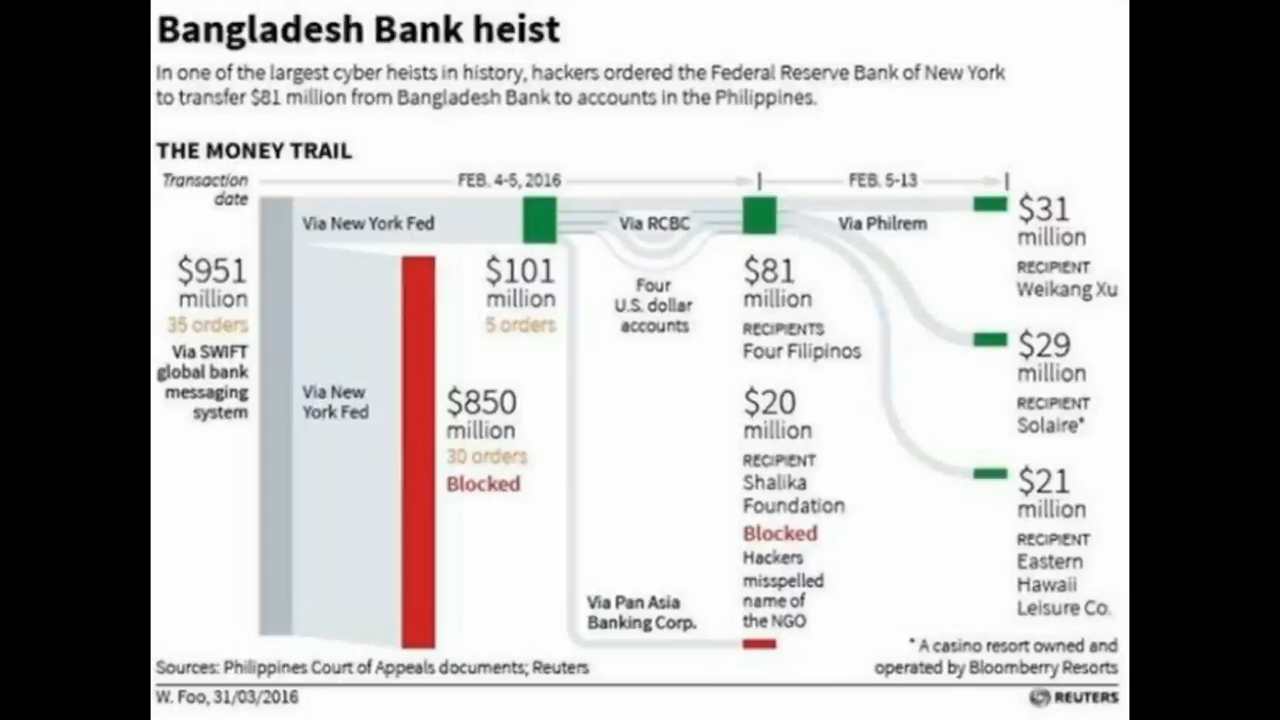 Bangladesh Bank heist
In one of the largest cyber heists in history, hackers ordered the Federal Reserve Bank of New York
to transfer $81 million from Bangladesh Bank to accounts in the Philippines.
THE MONEY TRAIL
Transaction
date
FEB. 4-5, 2016
FEB. 5-13
Via New York Fed
Via RCBC
Via Philrem
$951
million
35 orders
Via SWIFT
global bank
messaging
system
Via New
York Fed
$101
million
5 orders
$850
million
30 orders
Blocked
Four
U.S. dollar
accounts
$81
million
RECIPIENTS
Four Filipinos
$20
million
RECIPIENT
Shalika
Foundation
Blocked
Hackers
misspelled
name of
the NGO
Via Pan Asia
Banking Corp.
$31
million
RECIPIENT
Weikang Xu
$29
million
RECIPIENT
Solaire*
$21
million
RECIPIENT
Eastern
Hawaii
Leisure Co.
* A casino resort owned and
operated by Bloomberry Resorts
Sources: Philippines Court of Appeals documents; Reuters
W. Foo, 31/03/2016
REUTERS